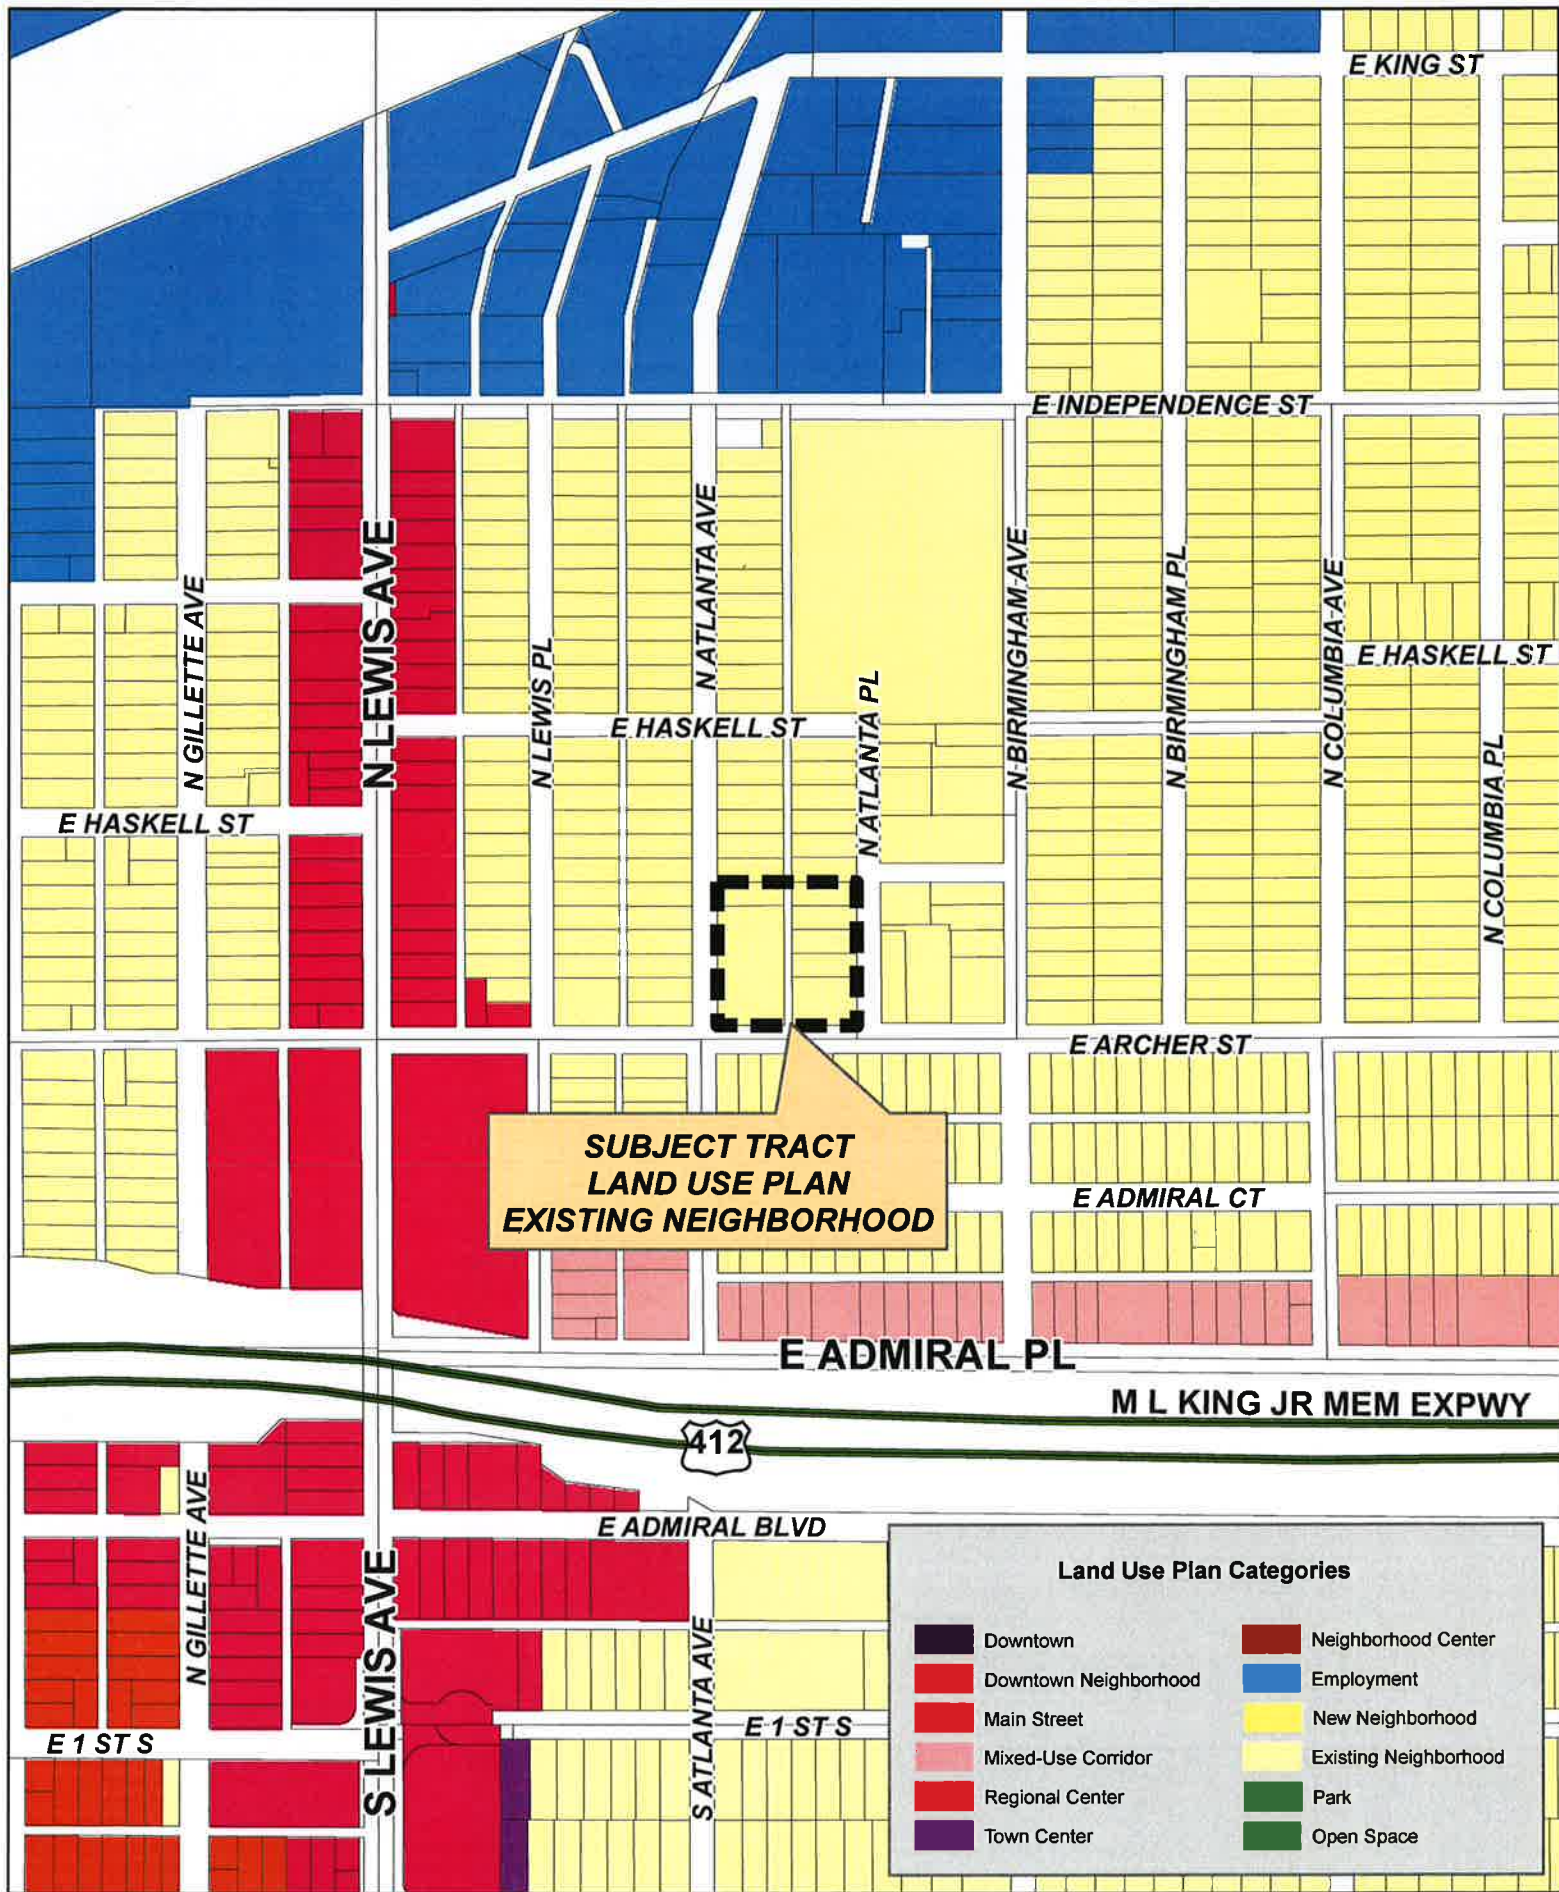 E KING ST
E INDEPENDENCE ST
N GILLETTE AVE
N LEWIS AVE
N LEWIS PL
N ATLANTA AVE
N ATLANTA PL
N BIRMINGHAM AVE
N BIRMINGHAM PL
N COLUMBIA AVE
E HASKELL ST
N COLUMBIA PL
E HASKELL ST
E HASKELL ST
E ARCHER ST
SUBJECT TRACT
LAND USE PLAN
EXISTING NEIGHBORHOOD
E ADMIRAL CT
E ADMIRAL PL
M L KING JR MEM EXPWY
412
E ADMIRAL BLVD
N GILLETTE AVE
S LEWIS AVE
S ATLANTA AVE
E 1 ST S
E 1 ST S
Land Use Plan Categories
Downtown
Downtown Neighborhood
Main Street
Mixed-Use Corridor
Regional Center
Town Center
Neighborhood Center
Employment
New Neighborhood
Existing Neighborhood
Park
Open Space